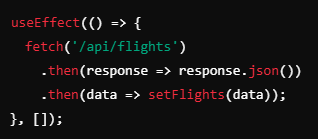 useEffect(() => {
  fetch('/api/flights')
    .then(response => response.json())
    .then(data => setFlights(data));
}, []);